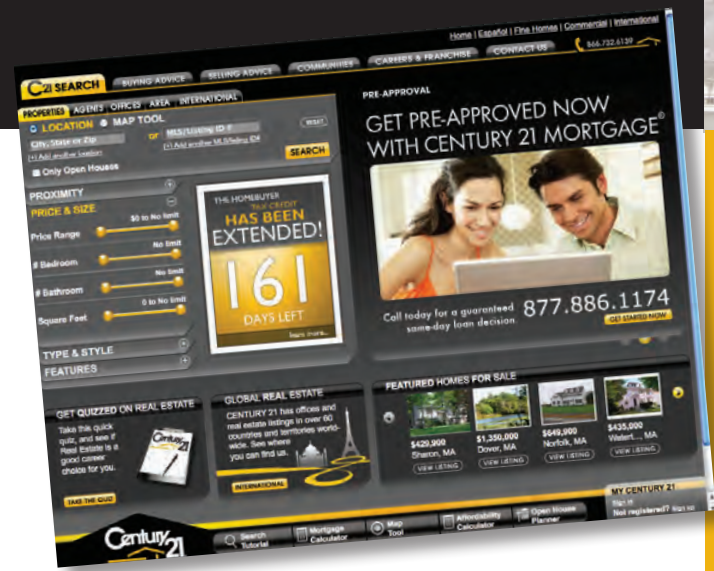 Home | Español | Fine Homes | Commercial | International
C21 SEARCH
BUYING ADVICE
SELLING ADVICE
COMMUNITIES
CAREERS & FRANCHISE
CONTACT US
866.732.6139
PROPERTIES
AGENTS
OFFICES
AREA
INTERNATIONAL
LOCATION
MAP TOOL
City, State or Zip
or
MLS/Listing ID #
RESET
[+] Add another location
[+] Add another MLS/listing ID#
Only Open Houses
SEARCH
PROXIMITY
PRICE & SIZE
Price Range
$0 to No limit
# Bedroom
No limit
# Bathroom
No limit
Square Feet
0 to No limit
TYPE & STYLE
FEATURES
THE HOMEBUYER
TAX CREDIT
HAS BEEN
EXTENDED!
161
DAYS LEFT
learn more...
PRE-APPROVAL
GET PRE-APPROVED NOW
WITH CENTURY 21 MORTGAGE®
Call today for a guaranteed
same-day loan decision.
877.886.1174
GET STARTED NOW
GET QUIZZED ON REAL ESTATE
Take this quick
quiz, and see if
Real Estate is a
good career
choice for you.
Century 21
TAKE THE QUIZ
GLOBAL REAL ESTATE
CENTURY 21 has offices and
real estate listings in over 60
countries and territories world-
wide. See where
you can find us.
INTERNATIONAL
FEATURED HOMES FOR SALE
$429,900
Sharon, MA
VIEW LISTING
$1,350,000
Dover, MA
VIEW LISTING
$649,900
Norfolk, MA
VIEW LISTING
$435,000
MA
VIEW LISTING
Century 21
Search
Tutorial
Mortgage
Calculator
Map
Tool
Affordability
Calculator
Open House
Planner
MY CENTURY 21
Sign in
Not registered? Sign up